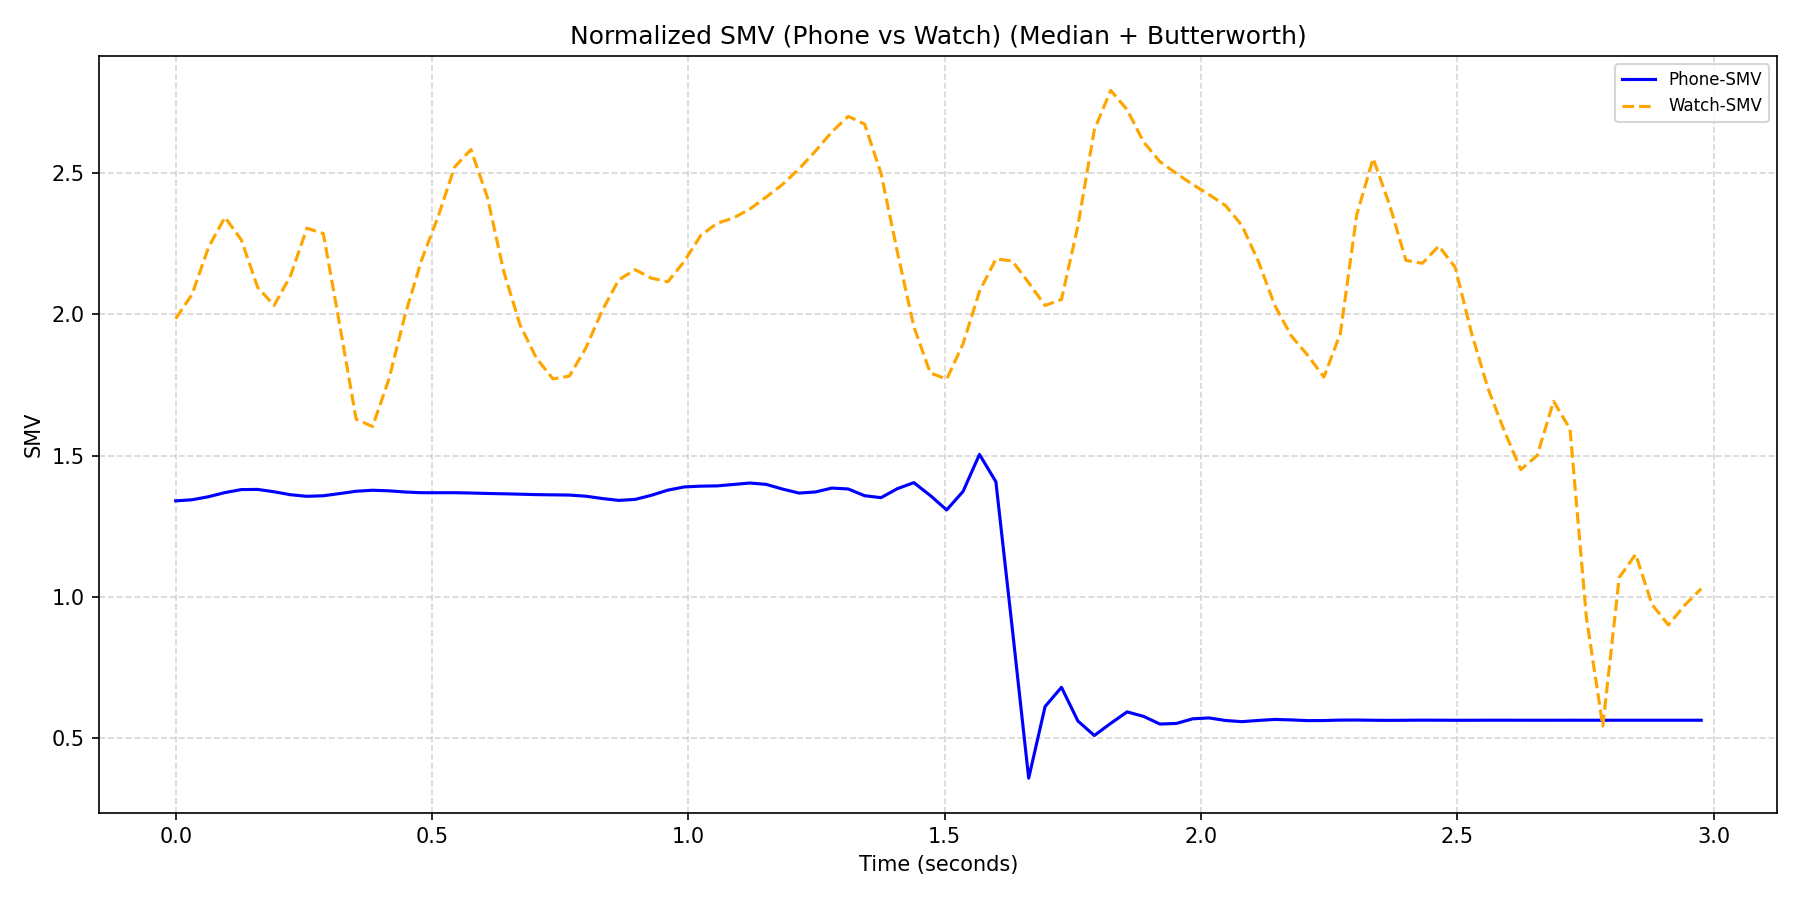 Normalized SMV (Phone vs Watch) (Median + Butterworth)
Phone-SMV
Watch-SMV
SMV
2.5
2.0
1.5
1.0
0.5
0.0 0.5 1.0 1.5 2.0 2.5 3.0
Time (seconds)